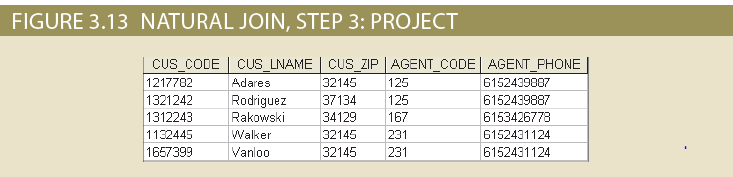 FIGURE 3.13 NATURAL JOIN, STEP 3: PROJECT
CUS_CODE CUS_LNAME CUS_ZIP AGENT_CODE AGENT_PHONE
1217782 Adares 32145 125 6152439887
1321242 Rodriguez 37134 125 6152439887
1312243 Rakowski 34129 167 6153426778
1132445 Walker 32145 231 6152431124
1657399 Vanloo 32145 231 6152431124